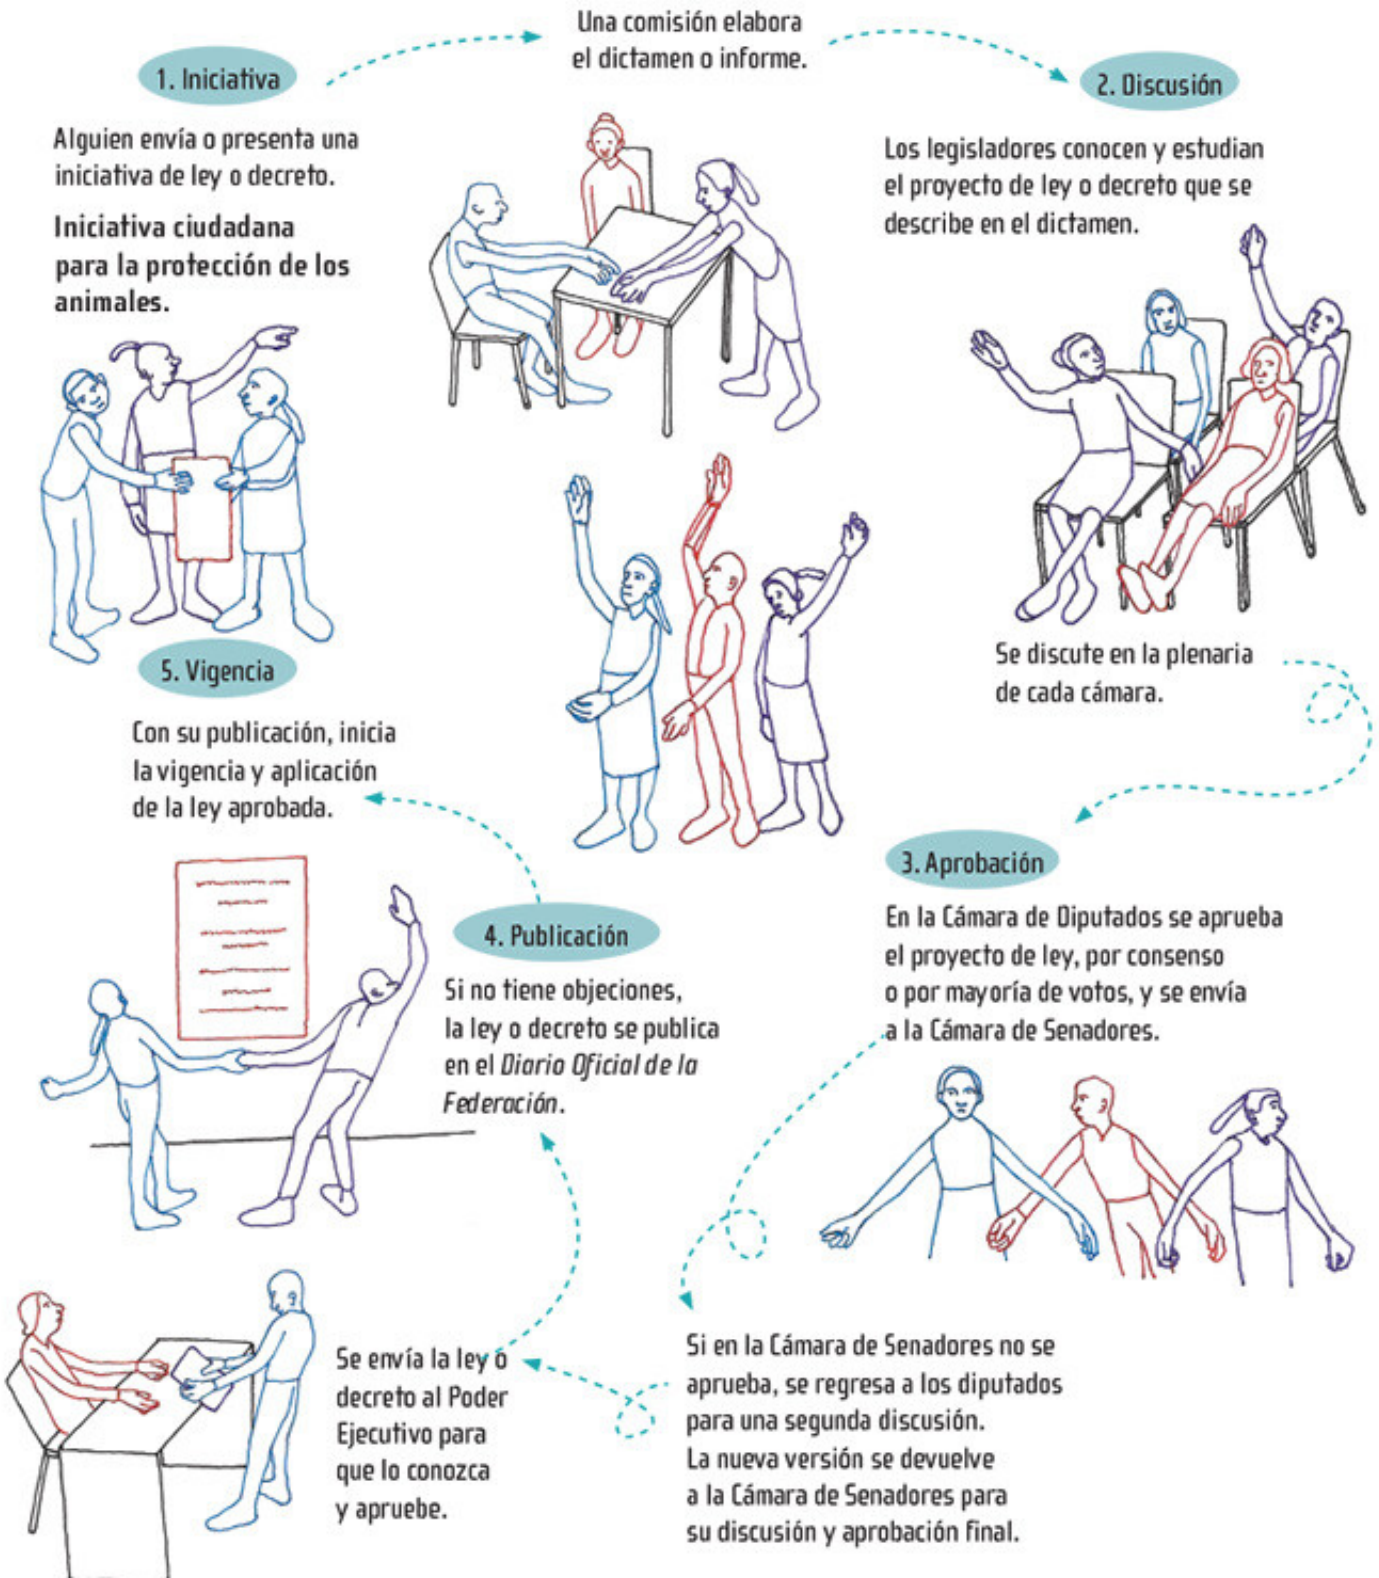 1. Iniciativa
Alguien envía o presenta una
iniciativa de ley o decreto.
Iniciativa ciudadana
para la protección de los
animales.
Una comisión elabora
el dictamen o informe.
2. Discusión
Los legisladores conocen y estudian
el proyecto de ley o decreto que se
describe en el dictamen.
Se discute en la plenaria
de cada cámara.
3. Aprobación
En la Cámara de Diputados se aprueba
el proyecto de ley, por consenso
o por mayoría de votos, y se envía
a la Cámara de Senadores.
Si en la Cámara de Senadores no se
aprueba, se regresa a los diputados
para una segunda discusión.
La nueva versión se devuelve
a la Cámara de Senadores para
su discusión y aprobación final.
Se envía la ley o
decreto al Poder
Ejecutivo para
que lo conozca
y apruebe.
4. Publicación
Si no tiene objeciones,
la ley o decreto se publica
en el Diario Oficial de la
Federación.
5. Vigencia
Con su publicación, inicia
la vigencia y aplicación
de la ley aprobada.